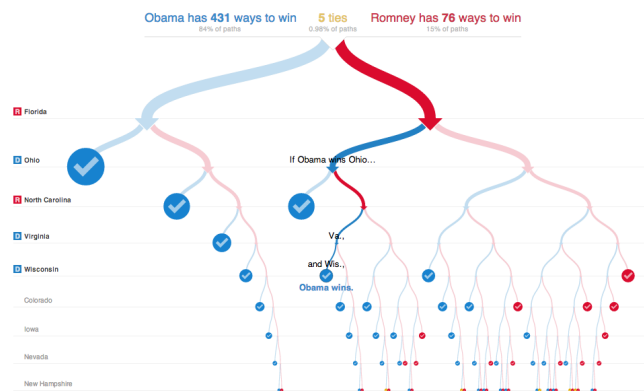 Obama has 431 ways to win 5 ties Romney has 76 ways to win
84% of paths 0.98% of paths 15% of paths
R Florida
D Ohio
If Obama wins Ohio...
R North Carolina
D Virginia
Va.,
D Wisconsin
and Wis.,
Obama wins.
Colorado
Iowa
Nevada
New Hampshire